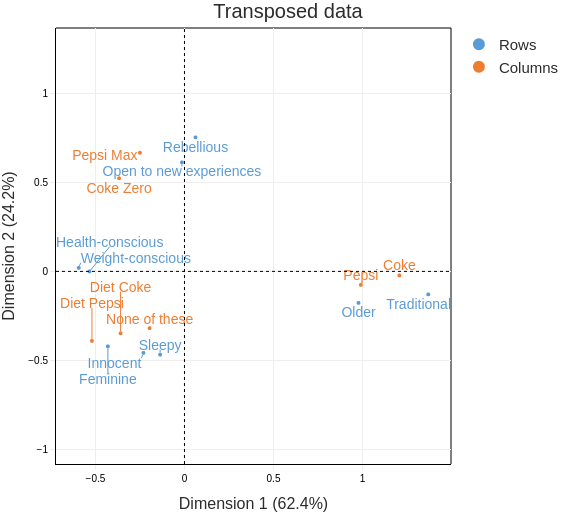 Transposed data
Rows
Columns
Dimension 2 (24.2%)
1
0.5
0
−0.5
−1
Rebellious
Pepsi Max
Open to new experiences
Coke Zero
Health-conscious
Weight-conscious
Coke
Pepsi
Diet Coke
Diet Pepsi
Traditional
Older
None of these
Sleepy
Innocent
Feminine
−0.5
0
0.5
1
Dimension 1 (62.4%)